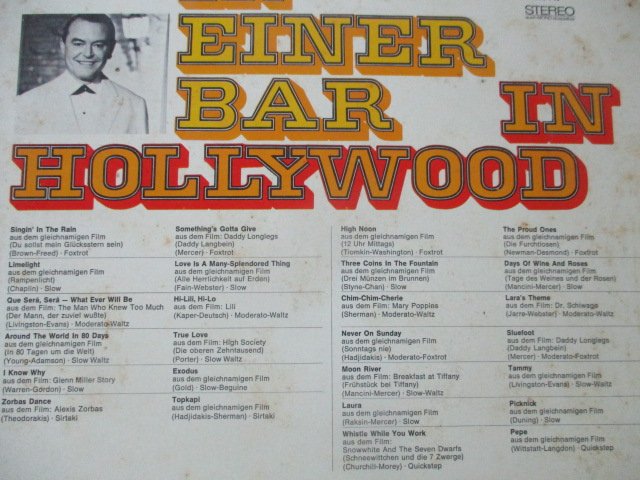 STEREO
EINER
BAR IN
HOLLYWOOD
Singin' In The Rain
aus dem gleichnamigen Film
(Du sollst mein Glücksstern sein)
(Brown-Freed) · Foxtrot
Limelight
aus dem gleichnamigen Film
(Rampenlicht)
(Chaplin) · Slow
Que Será, Será — What Ever Will Be
aus dem Film: The Man Who Knew Too Much
(Der Mann, der zuviel wußte)
(Livingston-Evans) · Moderato-Waltz
Around The World In 80 Days
aus dem gleichnamigen Film
(In 80 Tagen um die Welt)
(Young-Adamson) · Slow Waltz
I Know Why
aus dem Film: Glenn Miller Story
(Warren-Gordon) · Slow
Zorbas Dance
aus dem Film: Alexis Zorbas
(Theodorakis) · Sirtaki
Something's Gotta Give
aus dem Film: Daddy Longlegs
(Daddy Langbein)
(Mercer) · Foxtrot
Love Is A Many-Splendored Thing
aus dem gleichnamigen Film
(Alle Herrlichkeit auf Erden)
(Fain-Webster) · Slow
Hi-Lili, Hi-Lo
aus dem Film: Lili
(Kaper-Deutsch) · Moderato-Waltz
True Love
aus dem Film: High Society
(Die oberen Zehntausend)
(Porter) · Slow Waltz
Exodus
aus dem gleichnamigen Film
(Gold) · Slow-Beguine
Topkapi
aus dem gleichnamigen Film
(Hadjidakis-Sherman) · Sirtaki
High Noon
aus dem gleichnamigen Film
(12 Uhr Mittags)
(Tiomkin-Washington) · Foxtrot
Three Coins In The Fountain
aus dem gleichnamigen Film
(Drei Münzen im Brunnen)
(Styne-Chan) · Slow
Chim-Chim-Cherie
aus dem Film: Mary Poppins
(Sherman) · Moderato-Waltz
Never On Sunday
aus dem gleichnamigen Film
(Sonntags nie)
(Hadjidakis) · Moderato-Foxtrot
Moon River
aus dem Film: Breakfast at Tiffany
(Frühstück bei Tiffany)
(Mancini-Mercer) · Slow-Waltz
Laura
aus dem gleichnamigen Film
(Raksin-Mercer) · Slow
Whistle While You Work
aus dem Film:
Snowwhite And The Seven Dwarfs
(Schneewittchen und die 7 Zwerge)
(Churchill-Morey) · Quickstep
The Proud Ones
aus dem gleichnamigen Film
(Die Furchtlosen)
(Newman-Desmond) · Foxtrot
Days Of Wine And Roses
aus dem gleichnamigen Film
(Tage des Weines und der Rosen)
(Mancini-Mercer) · Slow
Lara's Theme
aus dem Film: Dr. Schiwago
(Jarre-Webster) · Moderato-Waltz
Sluefoot
aus dem Film: Daddy Longlegs
(Daddy Langbein)
(Mercer) · Moderato-Foxtrot
Tammy
aus dem gleichnamigen Film
(Livingston-Evans) · Slow-Waltz
Picknick
aus dem gleichnamigen Film
(Duning) · Slow
Pepe
aus dem gleichnamigen Film
(Wittstatt-Langdon) · Quickstep